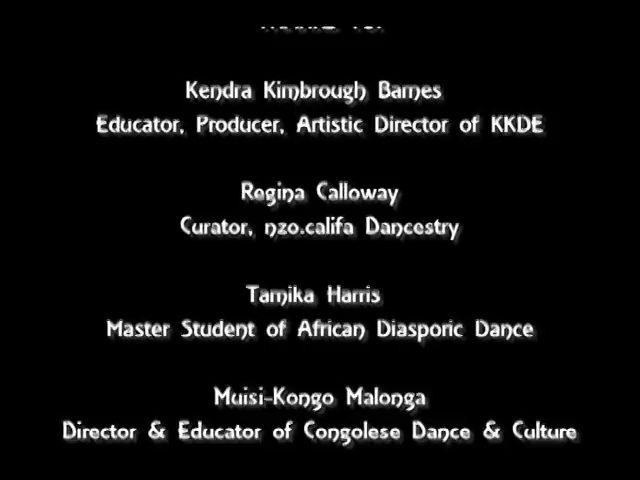 Kendra Kimbrough Barnes
Educator, Producer, Artistic Director of KKDE
Regina Calloway
Curator, nzo.califa Dancestry
Tamika Harris
Master Student of African Diasporic Dance
Muisi-Kongo Malonga
Director & Educator of Congolese Dance & Culture